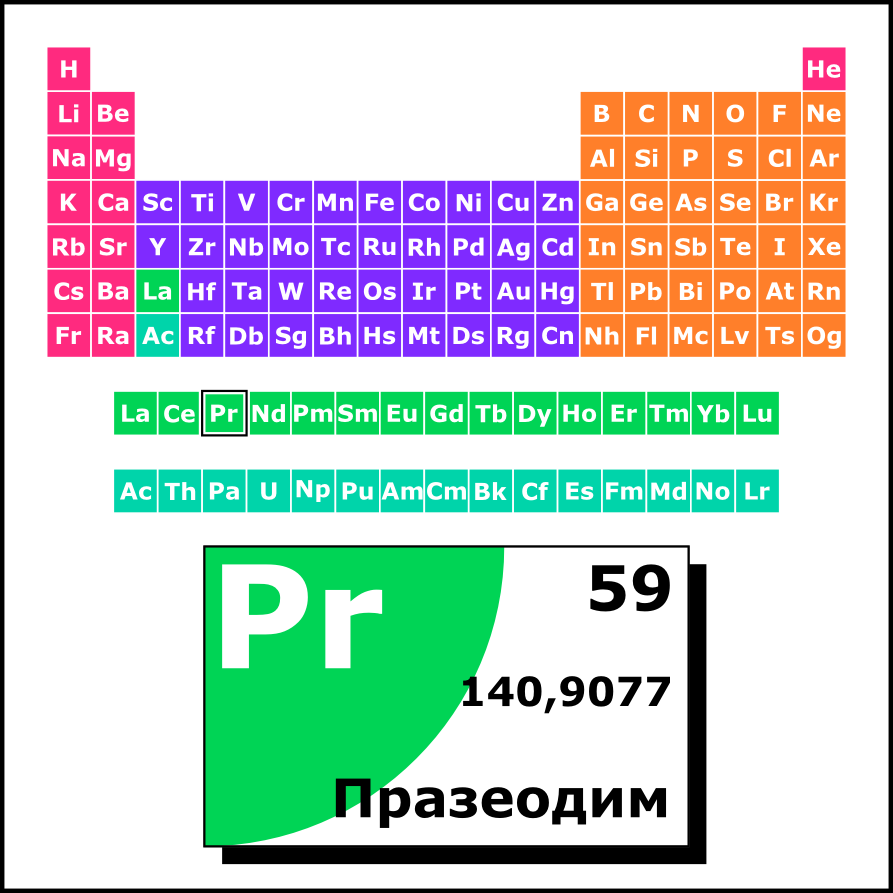 H He
Li Be B C N O F Ne
Na Mg Al Si P S Cl Ar
K Ca Sc Ti V Cr Mn Fe Co Ni Cu Zn Ga Ge As Se Br Kr
Rb Sr Y Zr Nb Mo Tc Ru Rh Pd Ag Cd In Sn Sb Te I Xe
Cs Ba La Hf Ta W Re Os Ir Pt Au Hg Tl Pb Bi Po At Rn
Fr Ra Ac Rf Db Sg Bh Hs Mt Ds Rg Cn Nh Fl Mc Lv Ts Og
La Ce Pr Nd Pm Sm Eu Gd Tb Dy Ho Er Tm Yb Lu
Ac Th Pa U Np Pu Am Cm Bk Cf Es Fm Md No Lr
Pr 59
140,9077
Празеодим